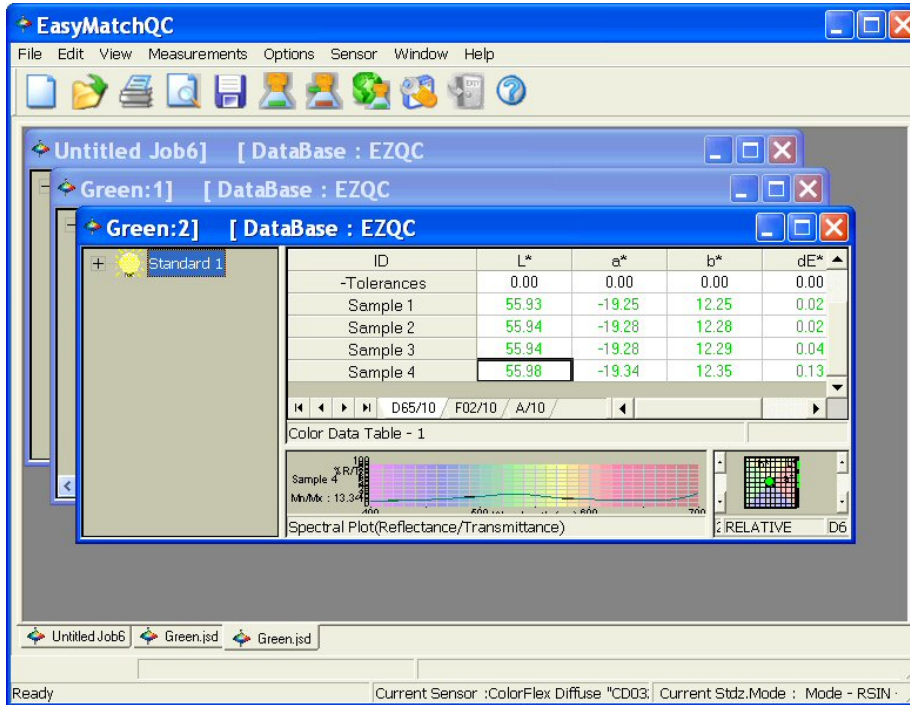 EasyMatchQC
File Edit View Measurements Options Sensor Window Help
Untitled Job6] [ DataBase : EZQC
Green:1] [ DataBase : EZQC
Green:2] [ DataBase : EZQC
Standard 1
ID L* a* b* dE*
-Tolerances 0.00 0.00 0.00 0.00
Sample 1 55.93 -19.25 12.25 0.02
Sample 2 55.94 -19.28 12.28 0.02
Sample 3 55.94 -19.28 12.29 0.04
Sample 4 55.98 -19.34 12.35 0.13
D65/10 F02/10 A/10
Color Data Table - 1
Sample 4
Mn/Mx : 13.34
Spectral Plot(Reflectance/Transmittance)
RELATIVE D6
Untitled Job6 Green.jsd Green.jsd
Ready Current Sensor :ColorFlex Diffuse "CD03: Current Stdz.Mode : Mode - RSIN -